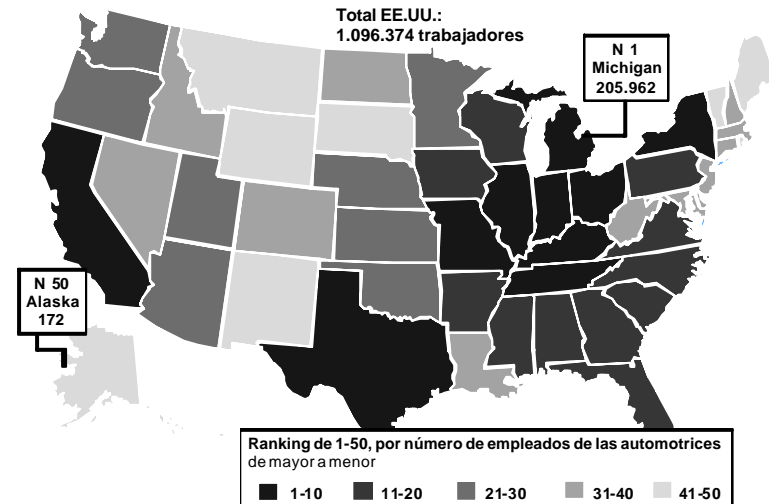 Total EE.UU.:
1.096.374 trabajadores
N 1
Michigan
205.962
N 50
Alaska
172
Ranking de 1-50, por número de empleados de las automotrices
de mayor a menor
1-10 11-20 21-30 31-40 41-50